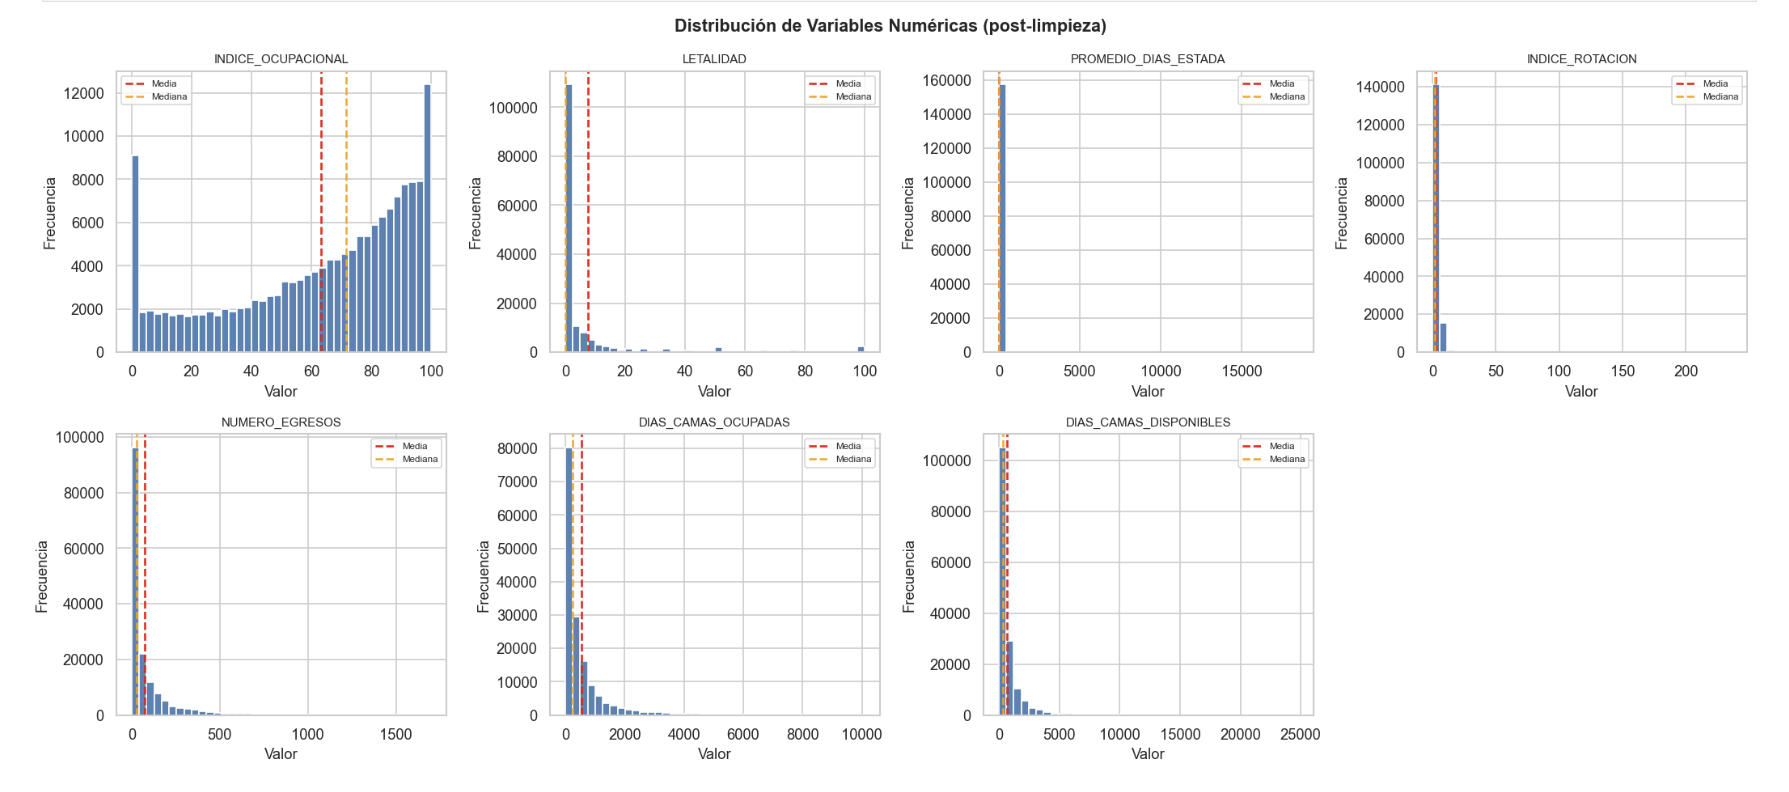 Distribución de Variables Numéricas (post-limpieza)
INDICE_OCUPACIONAL
Media
Mediana
Frecuencia
12000
10000
8000
6000
4000
2000
0
0 20 40 60 80 100
Valor
LETALIDAD
Media
Mediana
Frecuencia
100000
80000
60000
40000
20000
0
0 20 40 60 80 100
Valor
PROMEDIO_DIAS_ESTADA
Media
Mediana
Frecuencia
160000
140000
120000
100000
80000
60000
40000
20000
0
0 5000 10000 15000
Valor
INDICE_ROTACION
Media
Mediana
Frecuencia
140000
120000
100000
80000
60000
40000
20000
0
0 50 100 150 200
Valor
NUMERO_EGRESOS
Media
Mediana
Frecuencia
100000
80000
60000
40000
20000
0
0 500 1000 1500
Valor
DIAS_CAMAS_OCUPADAS
Media
Mediana
Frecuencia
80000
70000
60000
50000
40000
30000
20000
10000
0
0 2000 4000 6000 8000 10000
Valor
DIAS_CAMAS_DISPONIBLES
Media
Mediana
Frecuencia
100000
80000
60000
40000
20000
0
0 5000 10000 15000 20000 25000
Valor